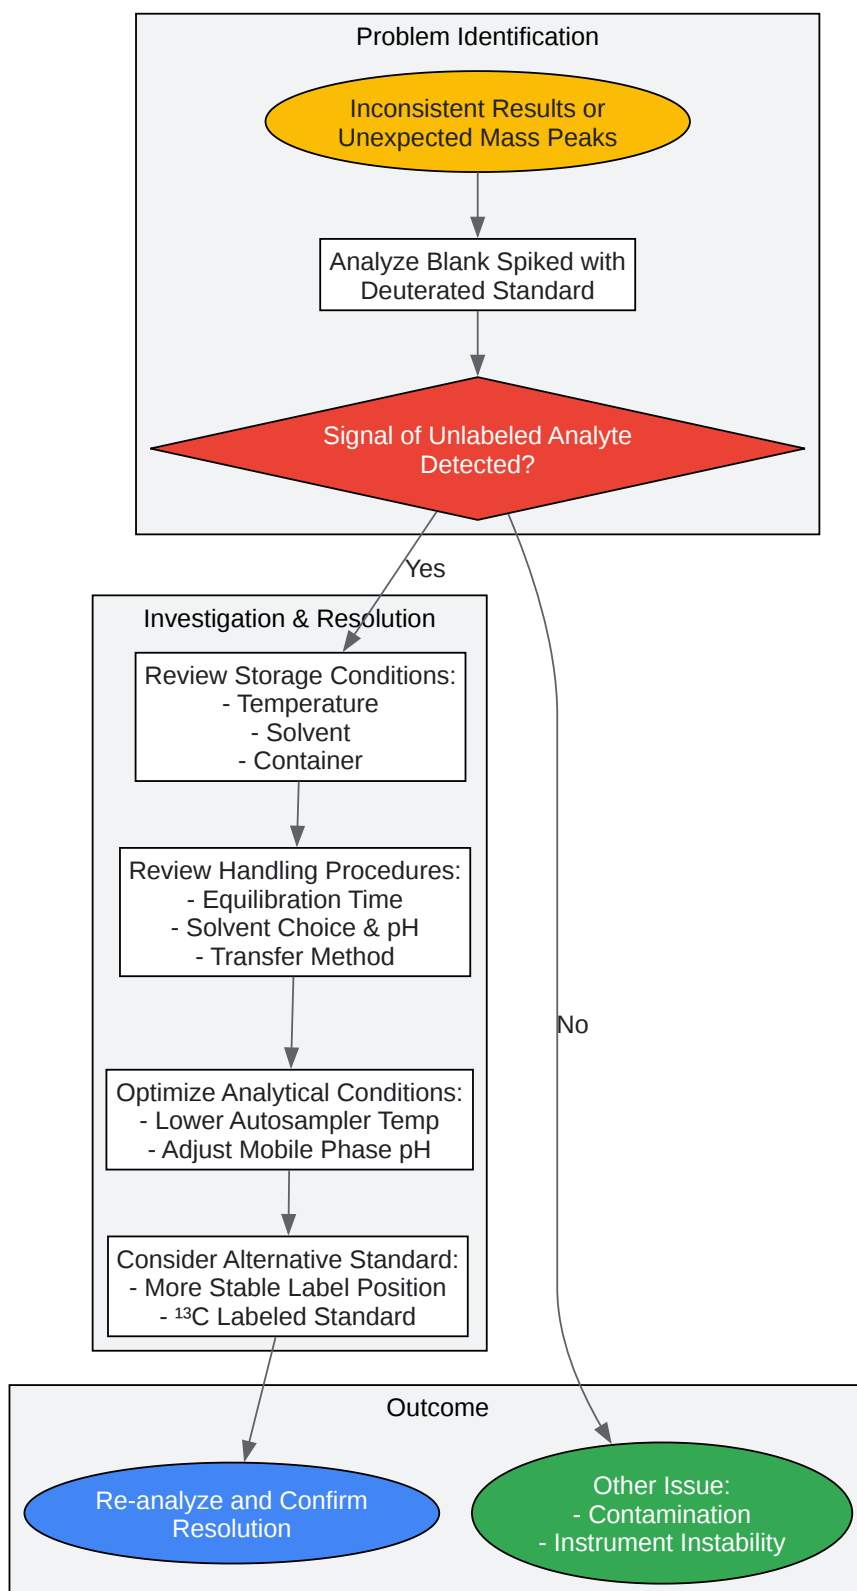 Problem Identification
Inconsistent Results or
Unexpected Mass Peaks
Analyze Blank Spiked with
Deuterated Standard
Signal of Unlabeled Analyte
Detected?
Yes
Investigation & Resolution
Review Storage Conditions:
- Temperature
- Solvent
- Container
Review Handling Procedures:
- Equilibration Time
- Solvent Choice & pH
- Transfer Method
No
Optimize Analytical Conditions:
- Lower Autosampler Temp
- Adjust Mobile Phase pH
Consider Alternative Standard:
- More Stable Label Position
- ¹³C Labeled Standard
Outcome
Re-analyze and Confirm
Resolution
Other Issue:
- Contamination
- Instrument Instability